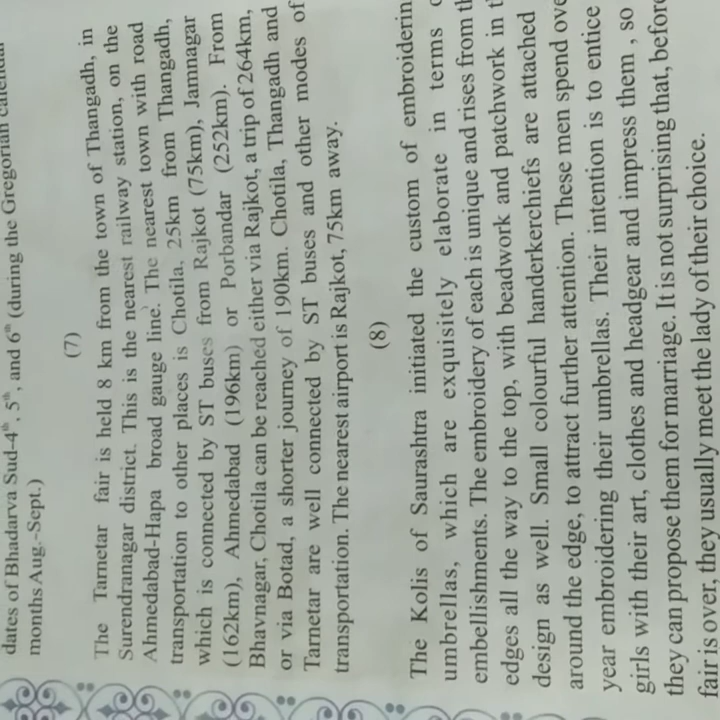 dates of Bhadarva Sud-4th, 5th, and 6th (during the Gregorian calendar
months Aug.-Sept.)
(7)
The Tarnetar fair is held 8 km from the town of Thangadh, in
Surendranagar district. This is the nearest railway station, on the
Ahmedabad-Hapa broad gauge line. The nearest town with road
transportation to other places is Chotila, 25km from Thangadh,
which is connected by ST buses from Rajkot (75km), Jamnagar
(162km), Ahmedabad (196km) or Porbandar (252km). From
Bhavnagar, Chotila can be reached either via Rajkot, a trip of 264km,
or via Botad, a shorter journey of 190km. Chotila, Thangadh and
Tarnetar are well connected by ST buses and other modes of
transportation. The nearest airport is Rajkot, 75km away.
(8)
The Kolis of Saurashtra initiated the custom of embroiderin
umbrellas, which are exquisitely elaborate in terms
embellishments. The embroidery of each is unique and rises from th
edges all the way to the top, with beadwork and patchwork in t
design as well. Small colourful handerkerchiefs are attached
around the edge, to attract further attention. These men spend ove
year embroidering their umbrellas. Their intention is to entice
girls with their art, clothes and headgear and impress them , so
they can propose them for marriage. It is not surprising that, before
fair is over, they usually meet the lady of their choice.